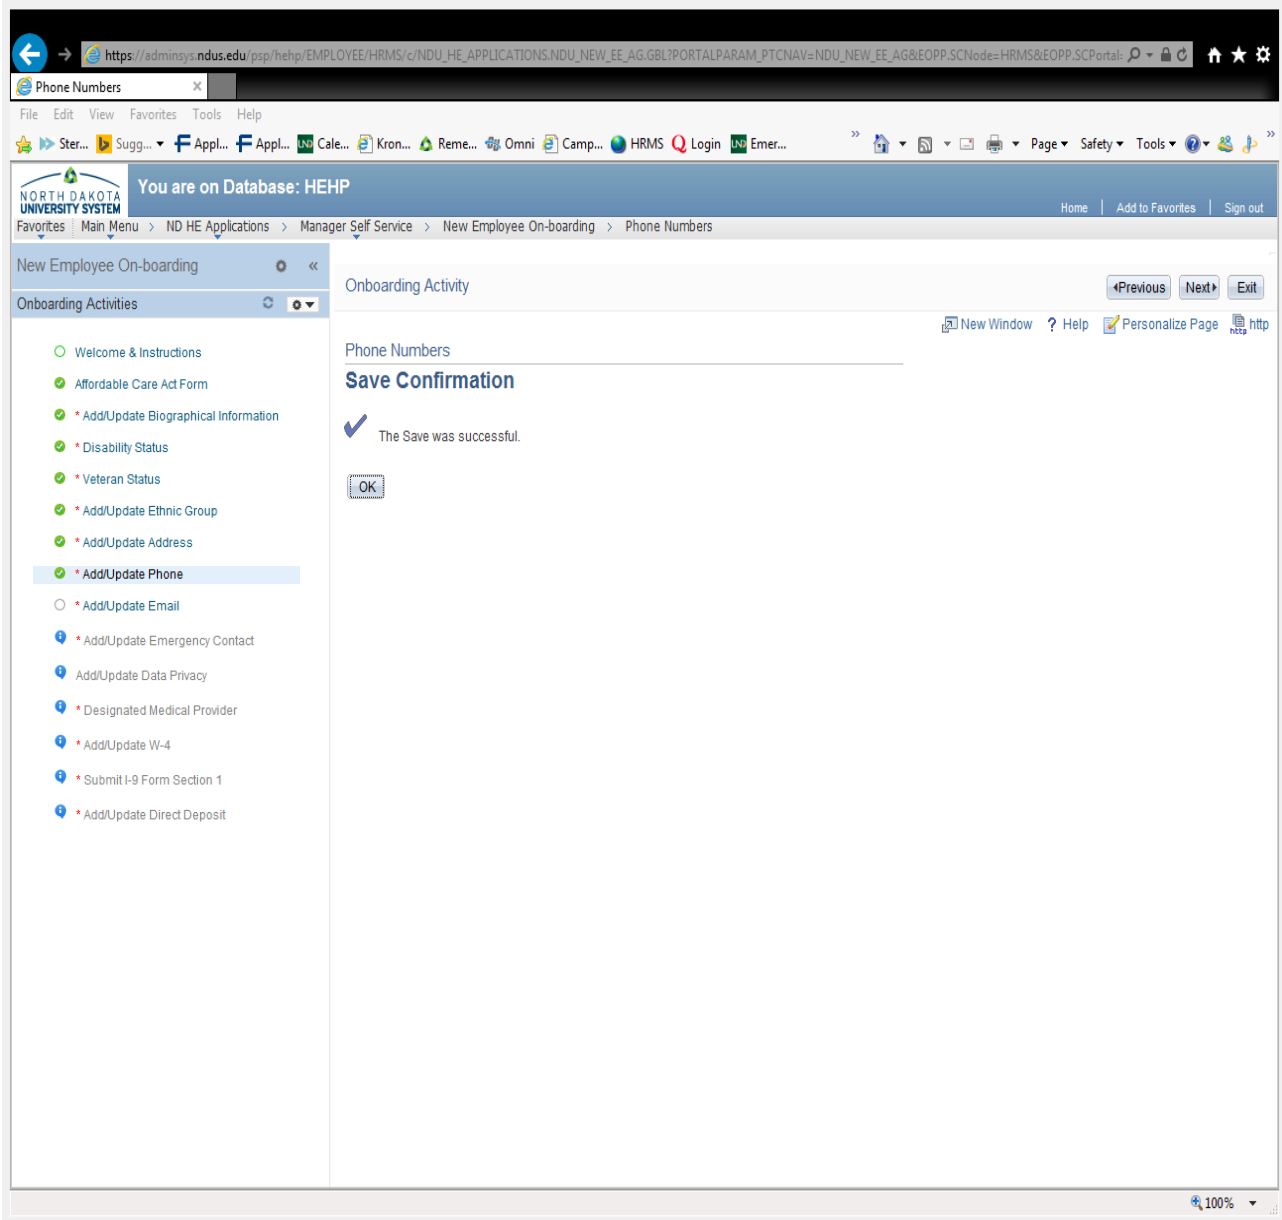 https://adminsys.ndus.edu/psp/hehp/EMPLOYEE/HRMS/c/NDU_HE_APPLICATIONS.NDU_NEW_EE_AG.GBL?PORTALPARAM_PTCNAV=NDU_NEW_EE_AG&EOPP.SCNode=HRMS&EOPP.SCPortal:
Phone Numbers
File Edit View Favorites Tools Help
Ster... Sugg... Appl... Appl... UND Cale... Kron... Reme... Omni Camp... HRMS Login UND Emer... » Page Safety Tools »
NORTH DAKOTA
UNIVERSITY SYSTEM
You are on Database: HEHP
Home | Add to Favorites | Sign out
Favorites Main Menu > ND HE Applications > Manager Self Service > New Employee On-boarding > Phone Numbers
New Employee On-boarding «
Onboarding Activities
Welcome & Instructions
Affordable Care Act Form
* Add/Update Biographical Information
* Disability Status
* Veteran Status
* Add/Update Ethnic Group
* Add/Update Address
* Add/Update Phone
* Add/Update Email
* Add/Update Emergency Contact
Add/Update Data Privacy
* Designated Medical Provider
* Add/Update W-4
* Submit I-9 Form Section 1
* Add/Update Direct Deposit
Onboarding Activity
Previous Next Exit
New Window ? Help Personalize Page http http
Phone Numbers
Save Confirmation
The Save was successful.
OK
100%